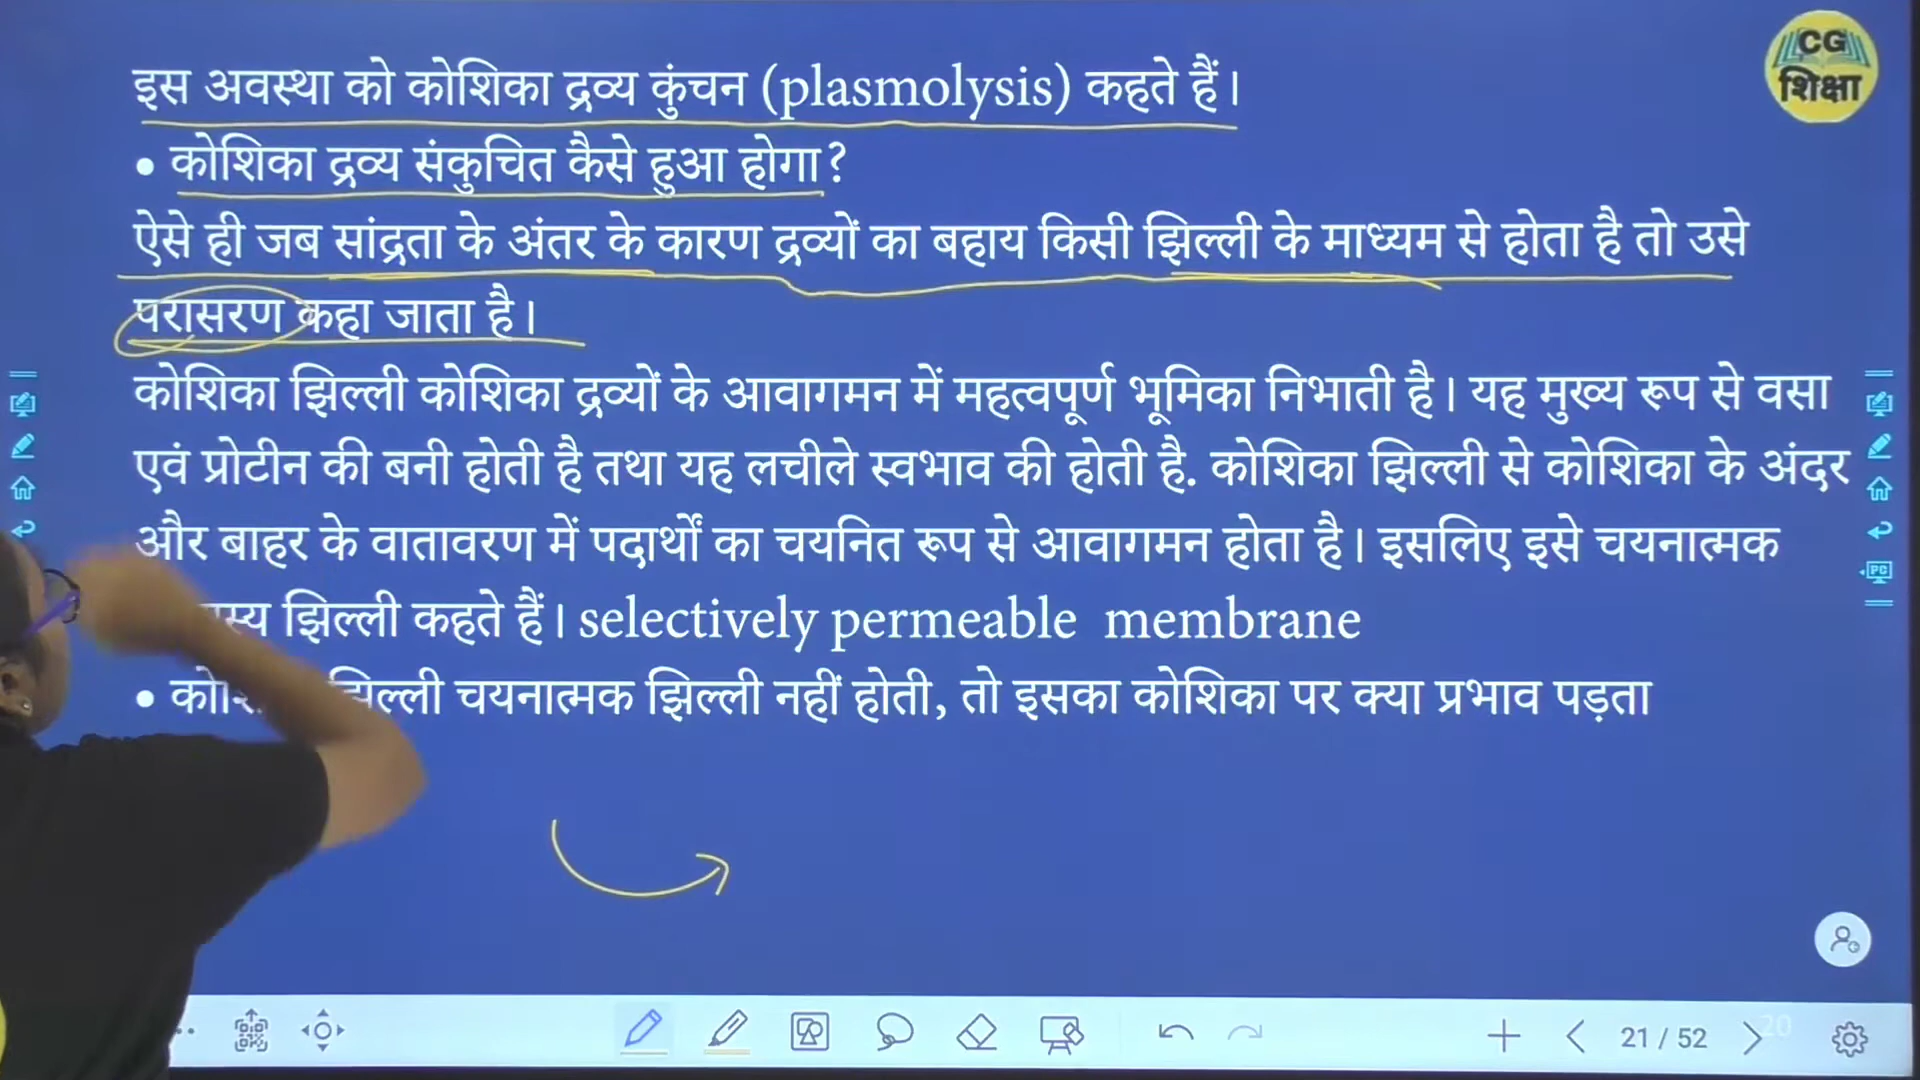 CG
शिक्षा
इस अवस्था को कोशिका द्रव्य कुंचन (plasmolysis) कहते हैं।
• कोशिका द्रव्य संकुचित कैसे हुआ होगा?
ऐसे ही जब सांद्रता के अंतर के कारण द्रव्यों का बहाय किसी झिल्ली के माध्यम से होता है तो उसे
परासरण कहा जाता है।
कोशिका झिल्ली कोशिका द्रव्यों के आवागमन में महत्वपूर्ण भूमिका निभाती है। यह मुख्य रूप से वसा
एवं प्रोटीन की बनी होती है तथा यह लचीले स्वभाव की होती है. कोशिका झिल्ली से कोशिका के अंदर
और बाहर के वातावरण में पदार्थों का चयनित रूप से आवागमन होता है। इसलिए इसे चयनात्मक
झिल्ली कहते हैं। selectively permeable membrane
• झिल्ली चयनात्मक झिल्ली नहीं होती, तो इसका कोशिका पर क्या प्रभाव पड़ता
PC
21 / 52
20